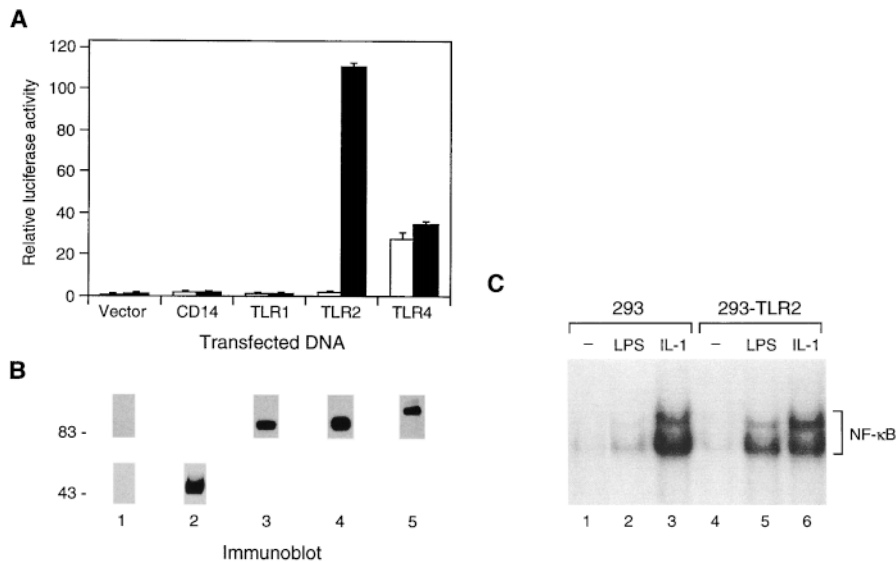 A
Relative luciferase activity
120
100
80
60
40
20
0
Vector CD14 TLR1 TLR2 TLR4
Transfected DNA
B
83 -
43 -
1 2 3 4 5
Immunoblot
C
293 293-TLR2
– LPS IL-1 – LPS IL-1
NF-κB
1 2 3 4 5 6